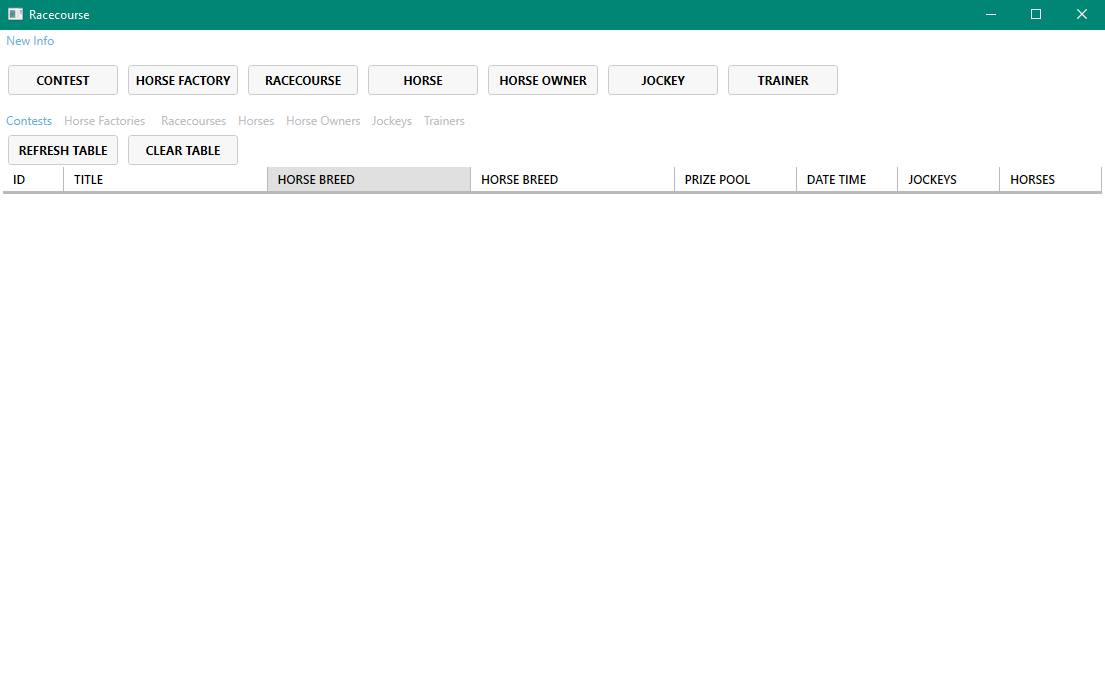 Racecourse
New Info
CONTEST HORSE FACTORY RACECOURSE HORSE HORSE OWNER JOCKEY TRAINER
Contests Horse Factories Racecourses Horses Horse Owners Jockeys Trainers
REFRESH TABLE CLEAR TABLE
ID TITLE HORSE BREED HORSE BREED PRIZE POOL DATE TIME JOCKEYS HORSES